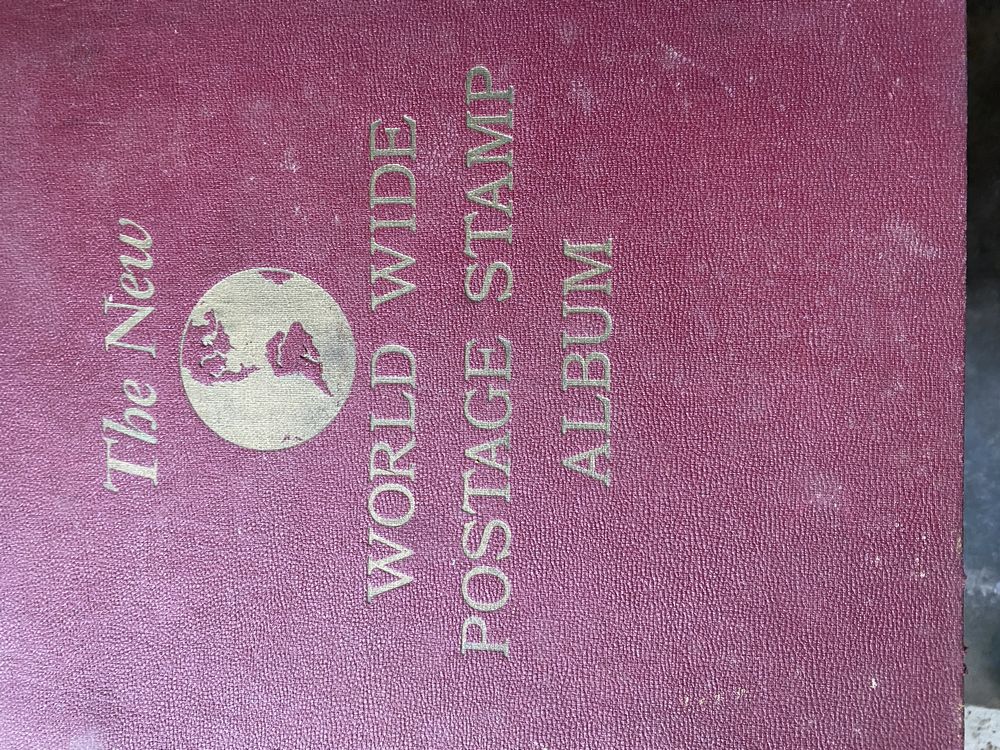 The New
WORLD WIDE
POSTAGE STAMP
ALBUM